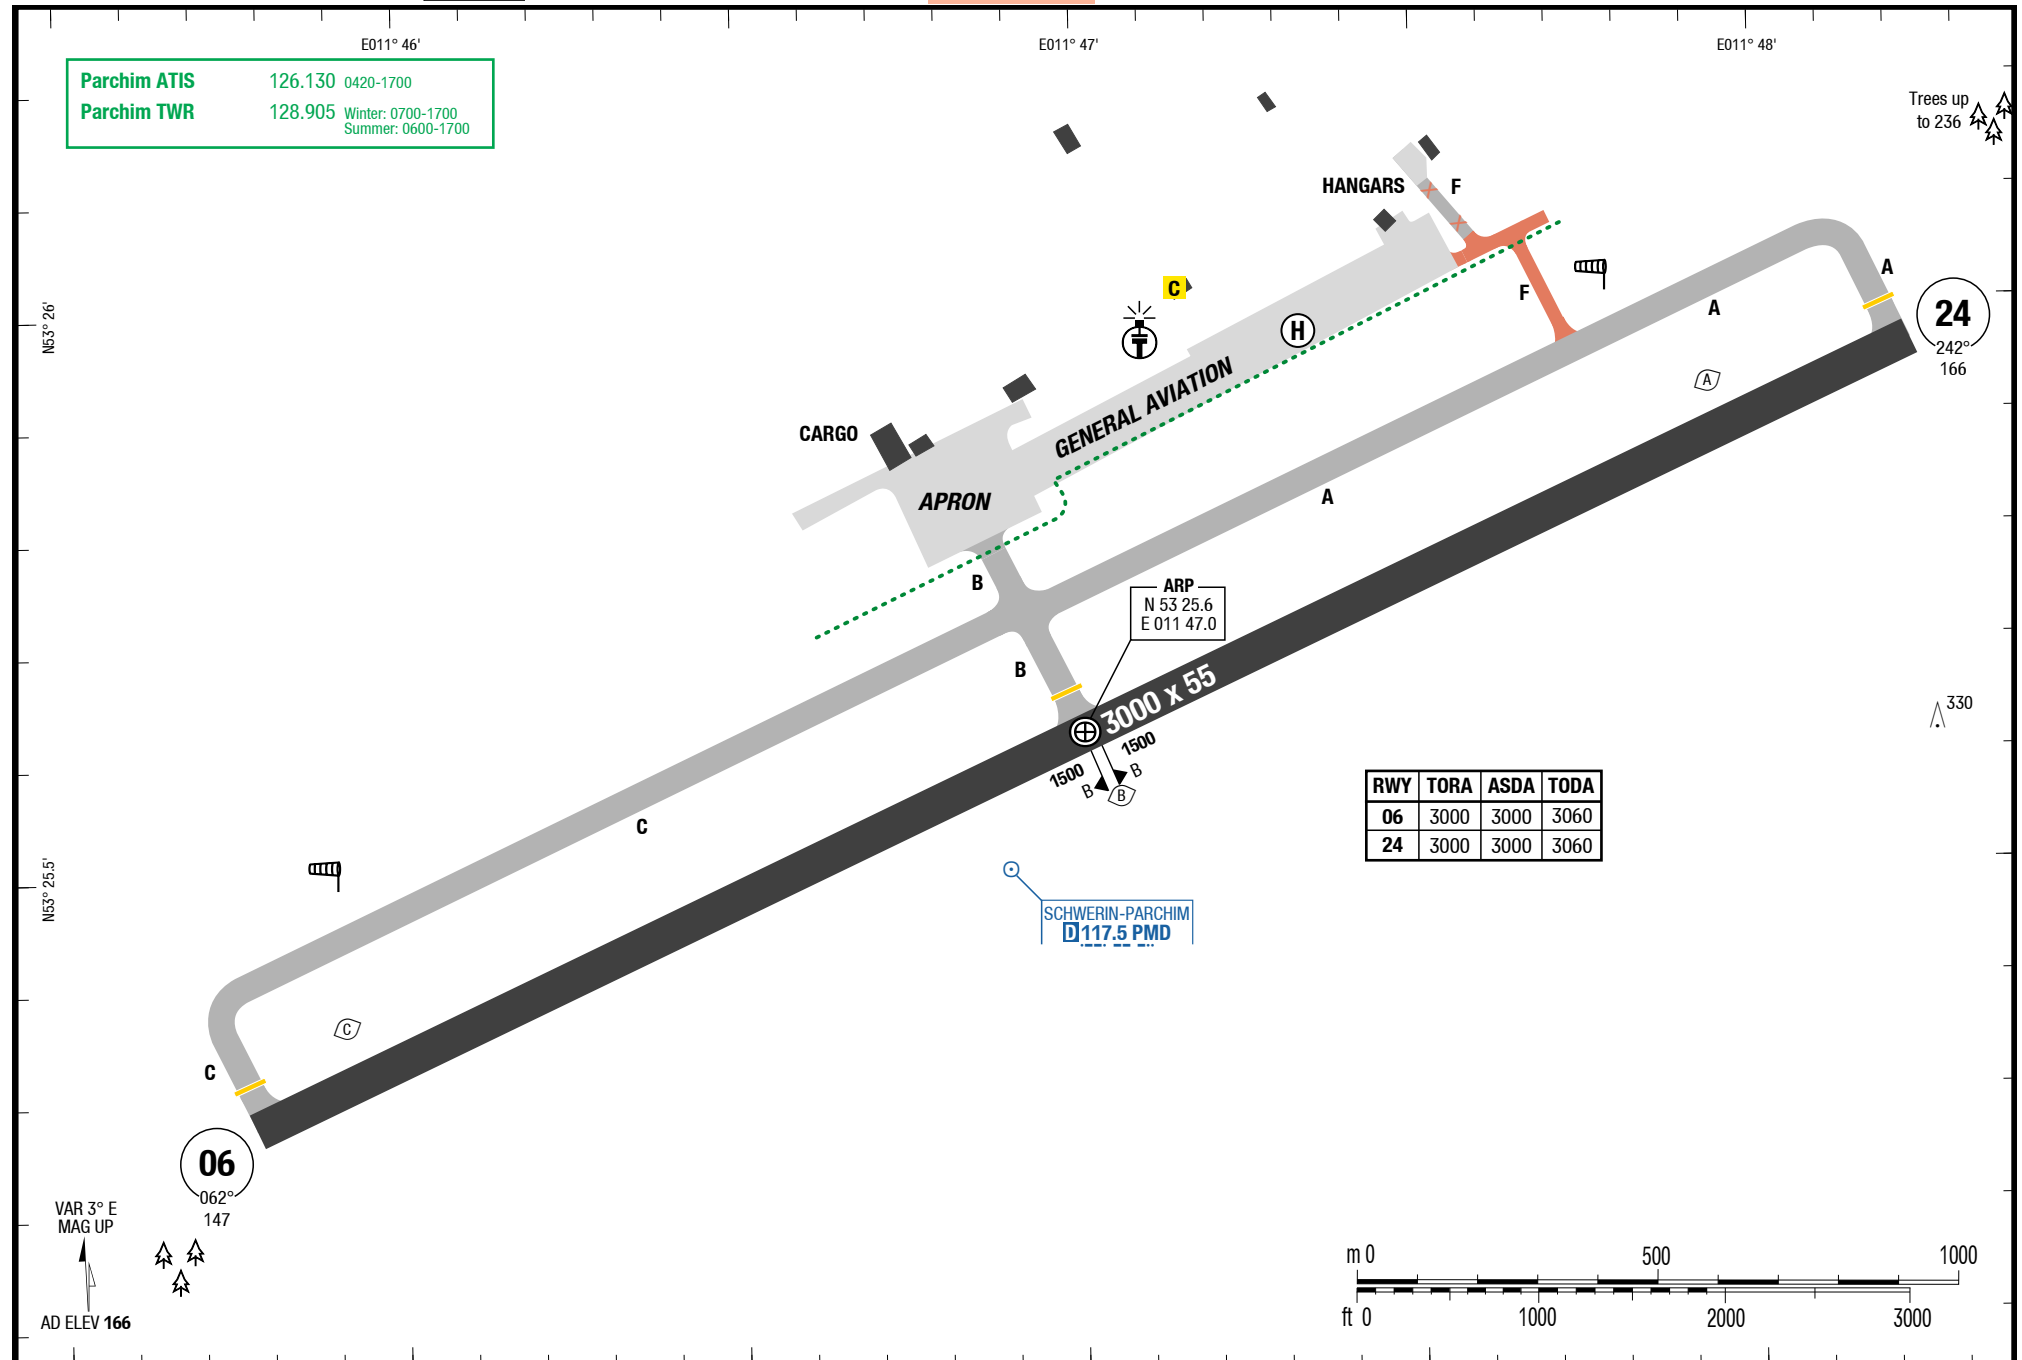 E011° 46'
E011° 47'
E011° 48'
Parchim ATIS 126.130 0420-1700
Parchim TWR 128.905 Winter: 0700-1700
Summer: 0600-1700
Trees up
to 236
HANGARS
F
A
C
F
A
24
242°
166
N53° 26'
H
A
GENERAL AVIATION
CARGO
APRON
A
B
ARP
N 53 25.6
E 011 47.0
B
3000 x 55
330
1500
1500
B
B
B
RWY TORA ASDA TODA
06 3000 3000 3060
24 3000 3000 3060
C
N53° 25.5'
SCHWERIN-PARCHIM
D 117.5 PMD
C
C
06
062°
147
VAR 3° E
MAG UP
AD ELEV 166
m 0 500 1000
ft 0 1000 2000 3000